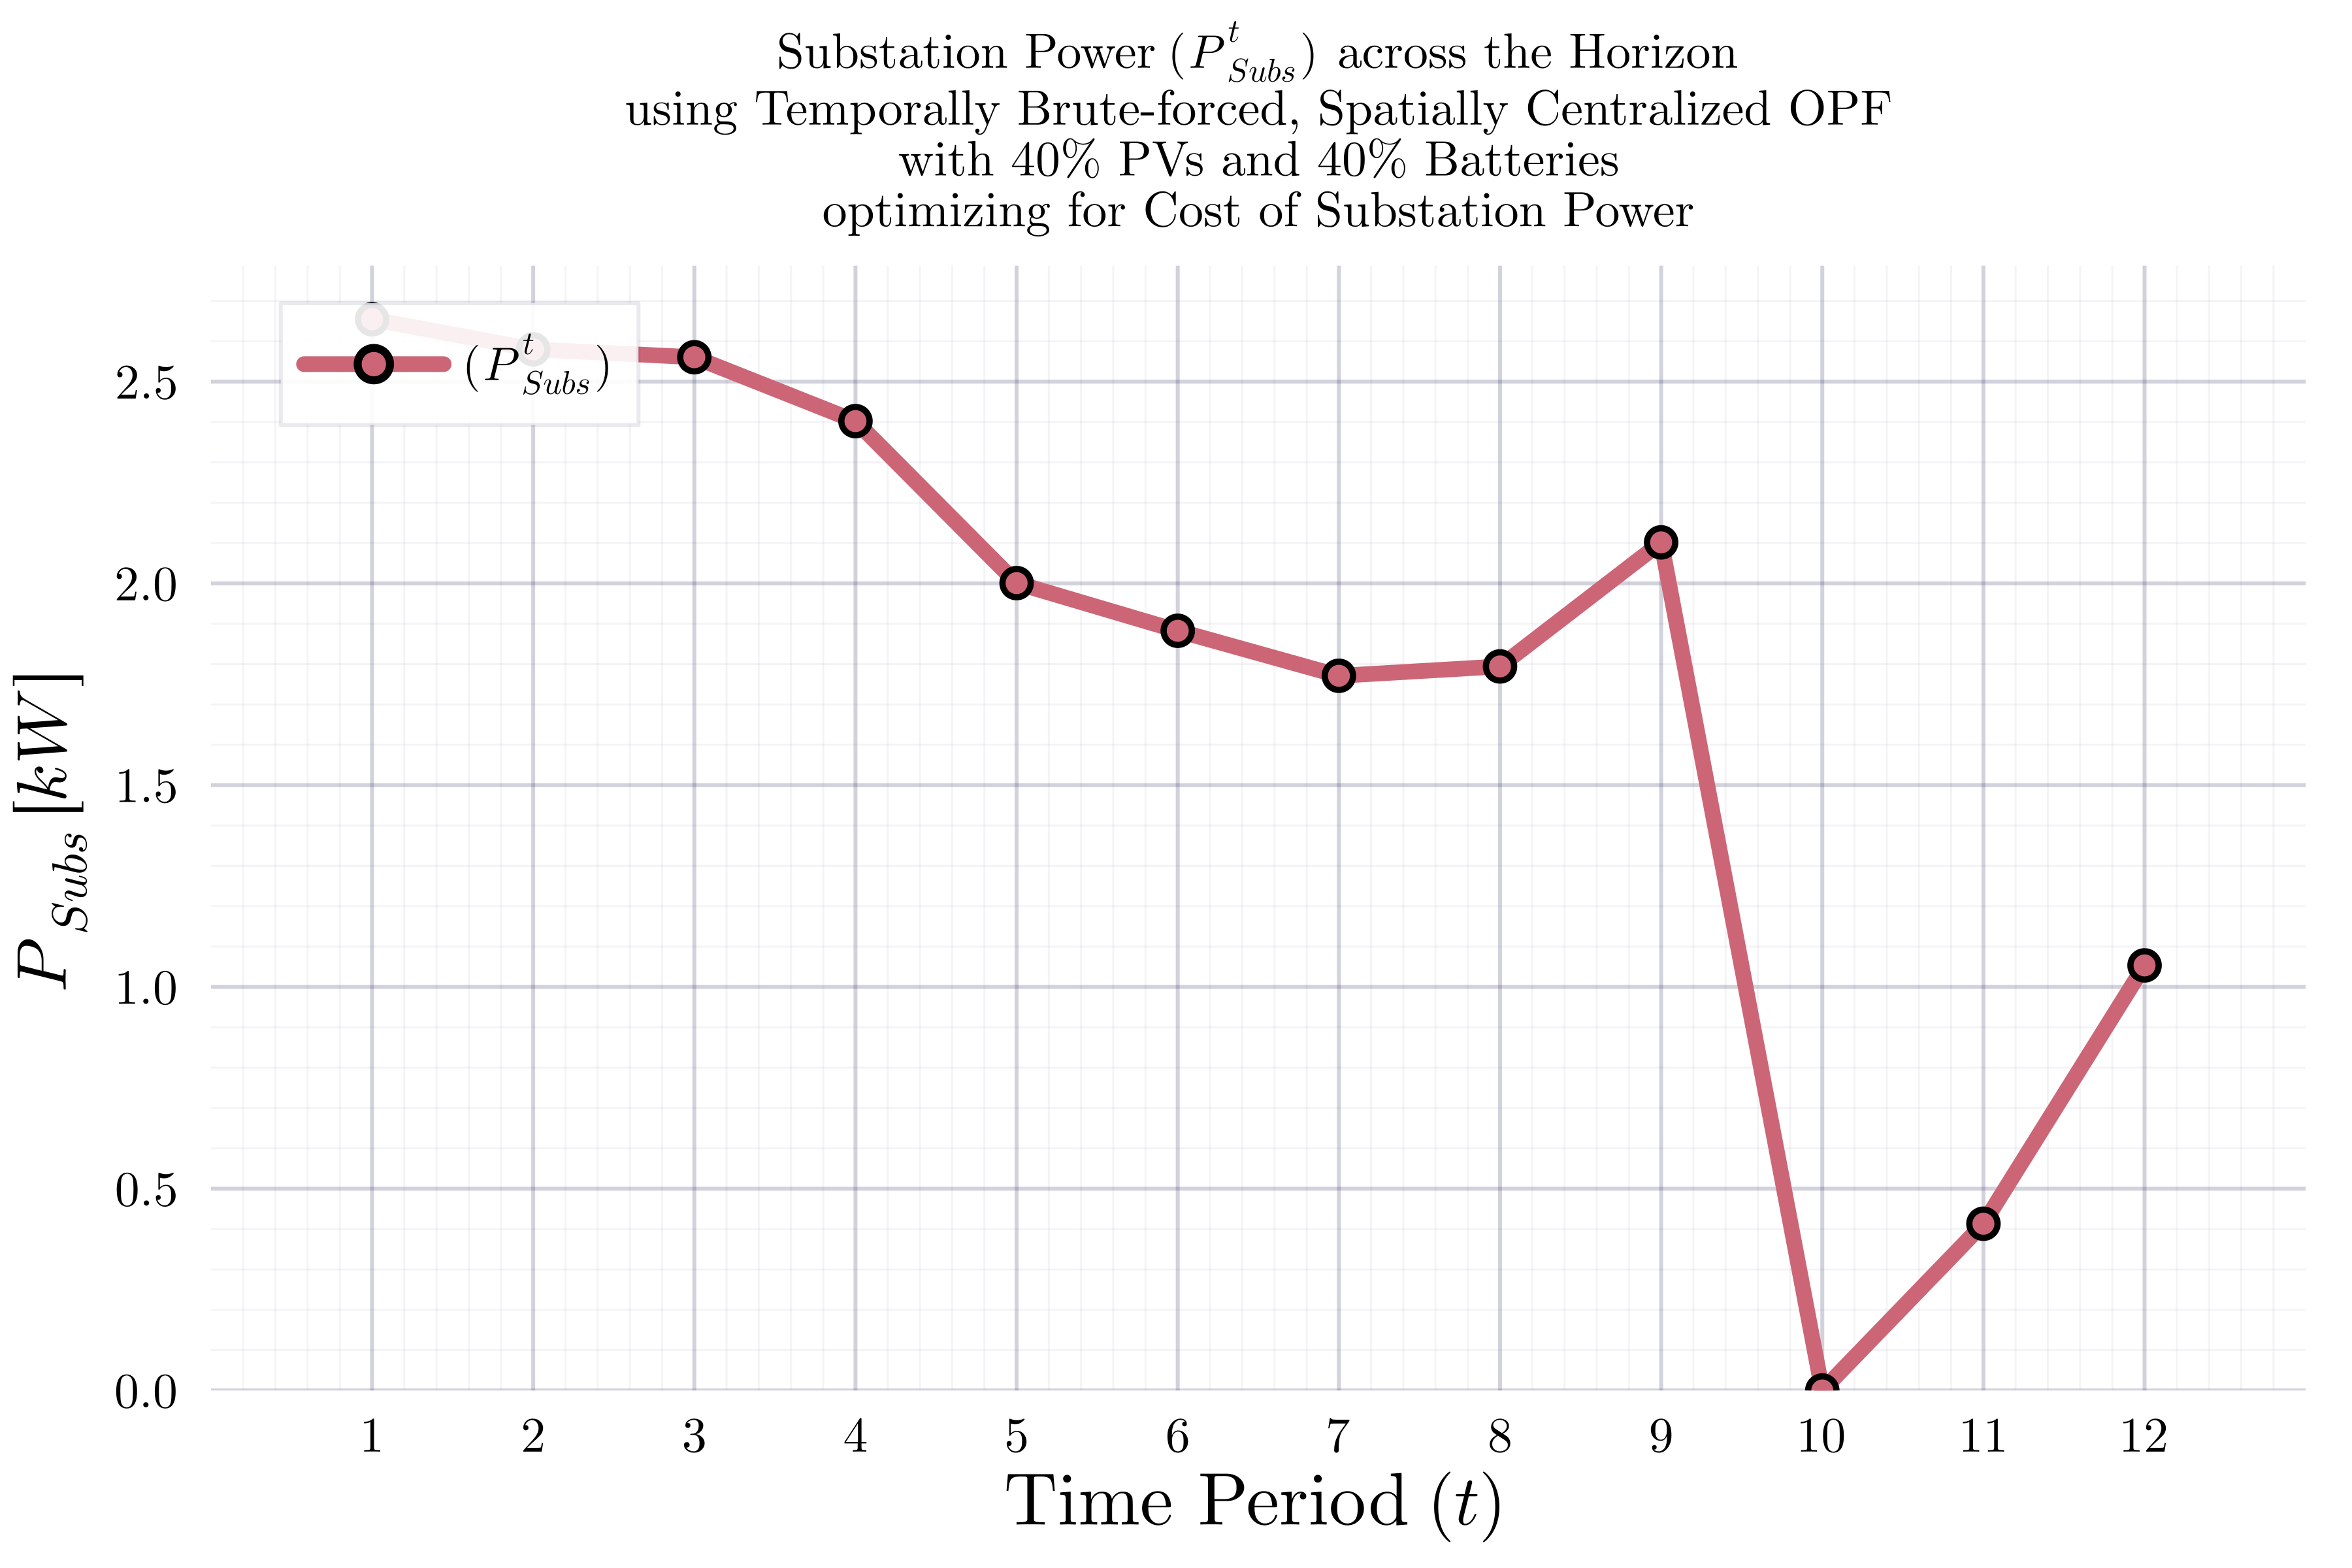 Substation Power (P^t_Subs) across the Horizon
using Temporally Brute-forced, Spatially Centralized OPF
with 40% PVs and 40% Batteries
optimizing for Cost of Substation Power
(P^t_Subs)
P_Subs [kW]
2.5
2.0
1.5
1.0
0.5
0.0
1 2 3 4 5 6 7 8 9 10 11 12
Time Period (t)